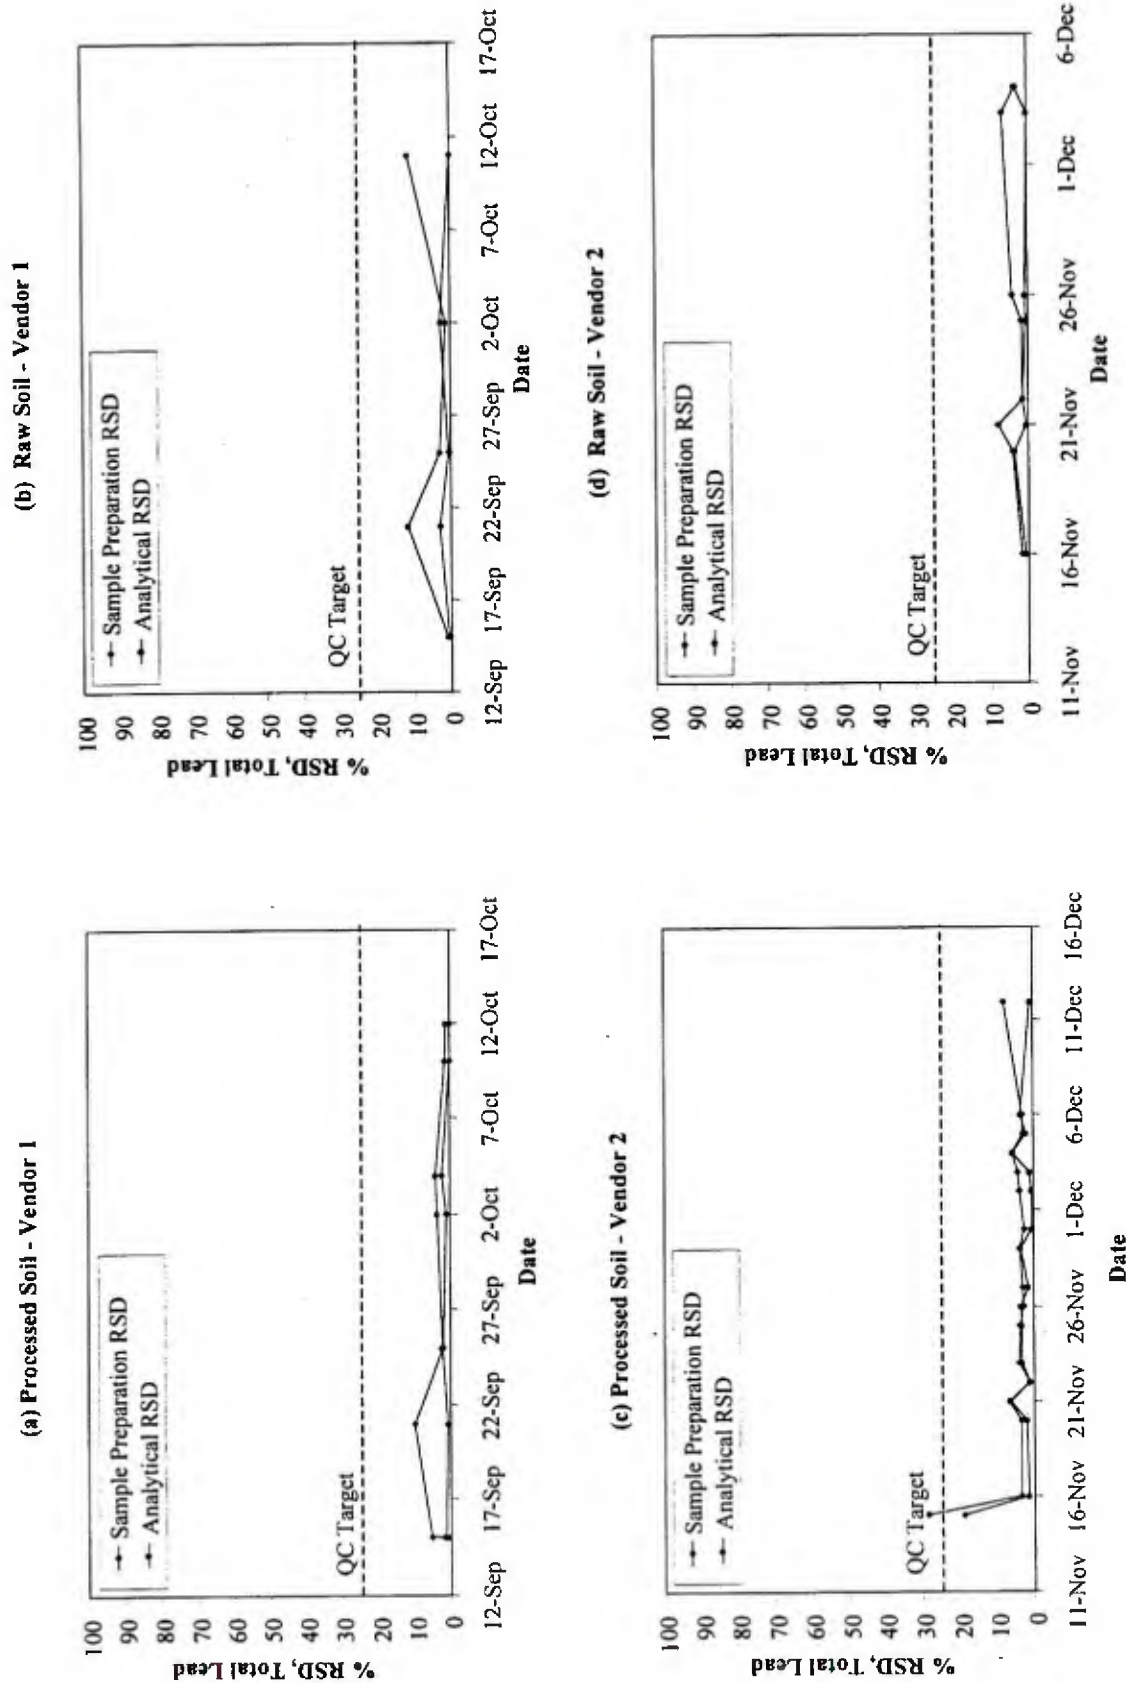 (a) Processed Soil - Vendor 1
% RSD, Total Lead
100
90
80
70
60
50
40
30
20
10
0
Sample Preparation RSD
Analytical RSD
QC Target
12-Sep 17-Sep 22-Sep 27-Sep 2-Oct 7-Oct 12-Oct 17-Oct
Date
(b) Raw Soil - Vendor 1
% RSD, Total Lead
100
90
80
70
60
50
40
30
20
10
0
Sample Preparation RSD
Analytical RSD
QC Target
12-Sep 17-Sep 22-Sep 27-Sep 2-Oct 7-Oct 12-Oct 17-Oct
Date
(c) Processed Soil - Vendor 2
% RSD, Total Lead
100
90
80
70
60
50
40
30
20
10
0
Sample Preparation RSD
Analytical RSD
QC Target
11-Nov 16-Nov 21-Nov 26-Nov 1-Dec 6-Dec 11-Dec 16-Dec
Date
(d) Raw Soil - Vendor 2
% RSD, Total Lead
100
90
80
70
60
50
40
30
20
10
0
Sample Preparation RSD
Analytical RSD
QC Target
11-Nov 16-Nov 21-Nov 26-Nov 1-Dec 6-Dec
Date